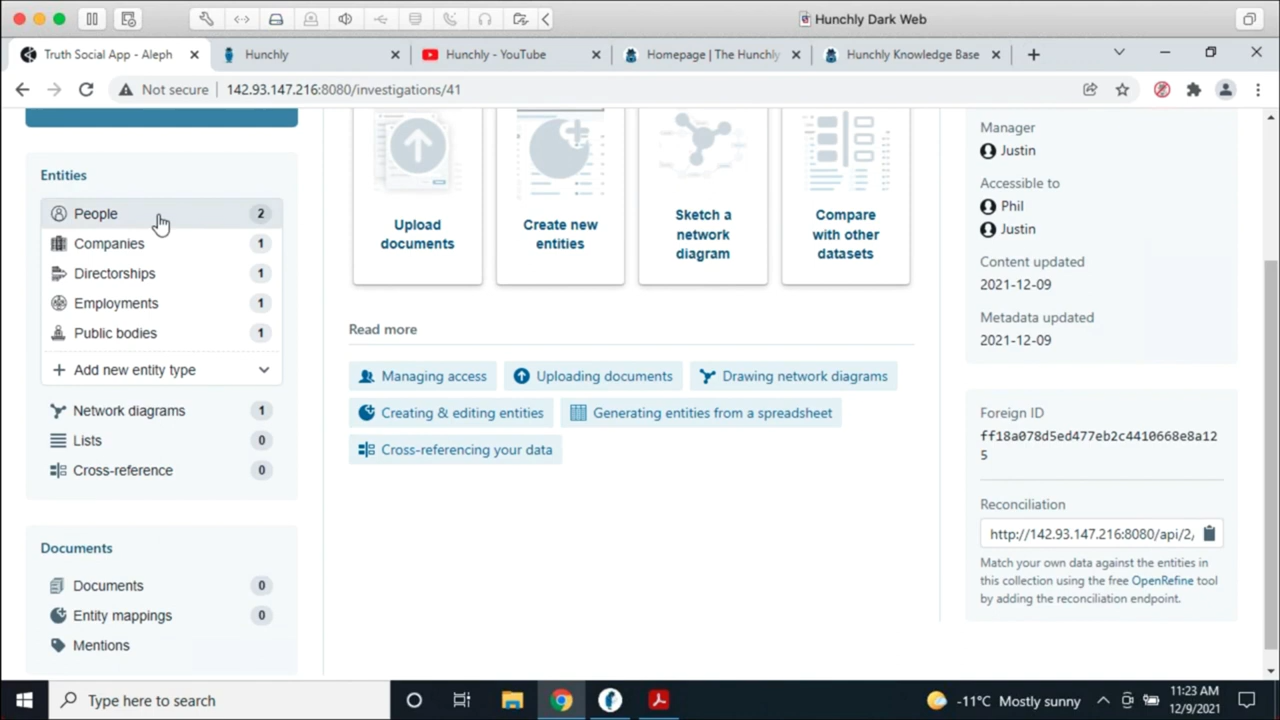 Hunchly Dark Web
Truth Social App - Aleph
Hunchly
Hunchly - YouTube
Homepage | The Hunchly
Hunchly Knowledge Base
Not secure
142.93.147.216:8080/investigations/41
Entities
People 2
Companies 1
Directorships 1
Employments 1
Public bodies 1
Add new entity type
Network diagrams 1
Lists 0
Cross-reference 0
Documents
Documents 0
Entity mappings 0
Mentions
Upload
documents
Create new
entities
Sketch a
network
diagram
Compare
with other
datasets
Read more
Managing access
Uploading documents
Drawing network diagrams
Creating & editing entities
Generating entities from a spreadsheet
Cross-referencing your data
Manager
Justin
Accessible to
Phil
Justin
Content updated
2021-12-09
Metadata updated
2021-12-09
Foreign ID
ff18a078d5ed477eb2c4410668e8a12
5
Reconciliation
http://142.93.147.216:8080/api/2/
Match your own data against the entities in
this collection using the free OpenRefine tool
by adding the reconciliation endpoint.
Type here to search
-11°C Mostly sunny
11:23 AM
12/9/2021